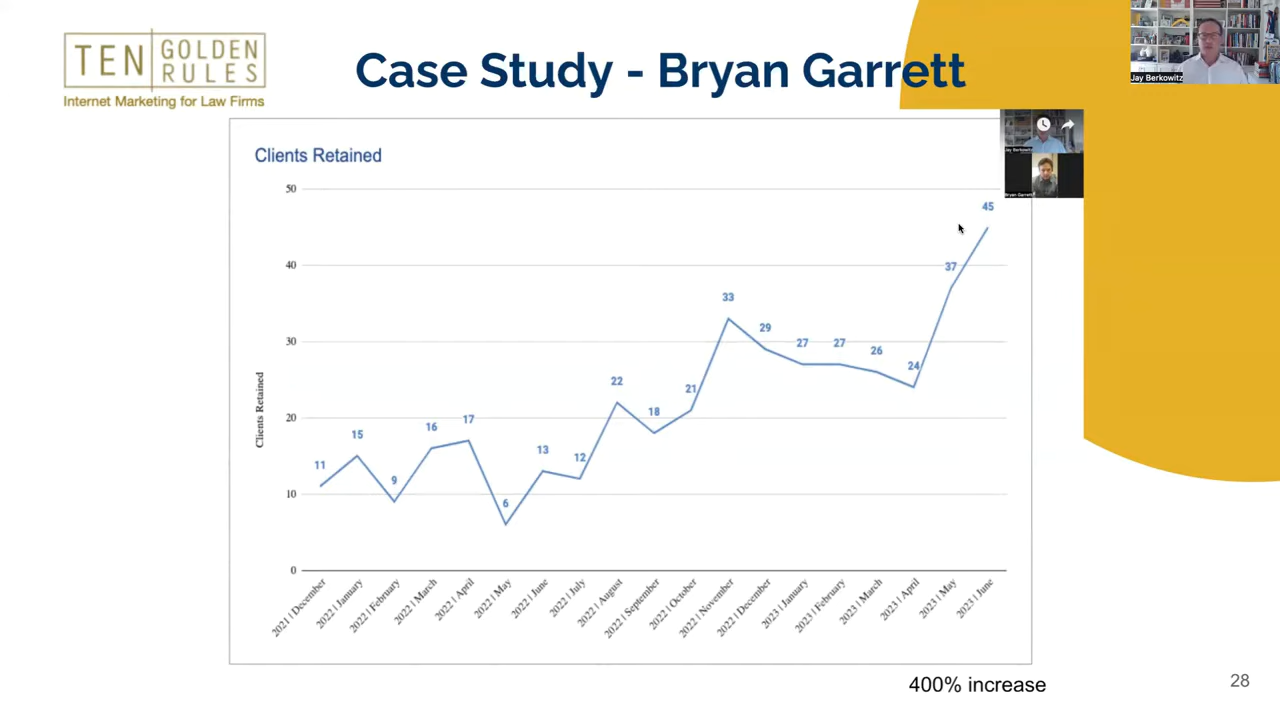 TEN GOLDEN RULES
Internet Marketing for Law Firms
Case Study - Bryan Garrett
Jay Berkowitz
Jay Berkowitz
Bryan Garrett
Clients Retained
50
40
30
20
10
0
Clients Retained
11
15
9
16
17
6
13
12
22
18
21
33
29
27
27
26
24
37
45
2021 | December
2022 | January
2022 | February
2022 | March
2022 | April
2022 | May
2022 | June
2022 | July
2022 | August
2022 | September
2022 | October
2022 | November
2022 | December
2023 | January
2023 | February
2023 | March
2023 | April
2023 | May
2023 | June
400% increase
28